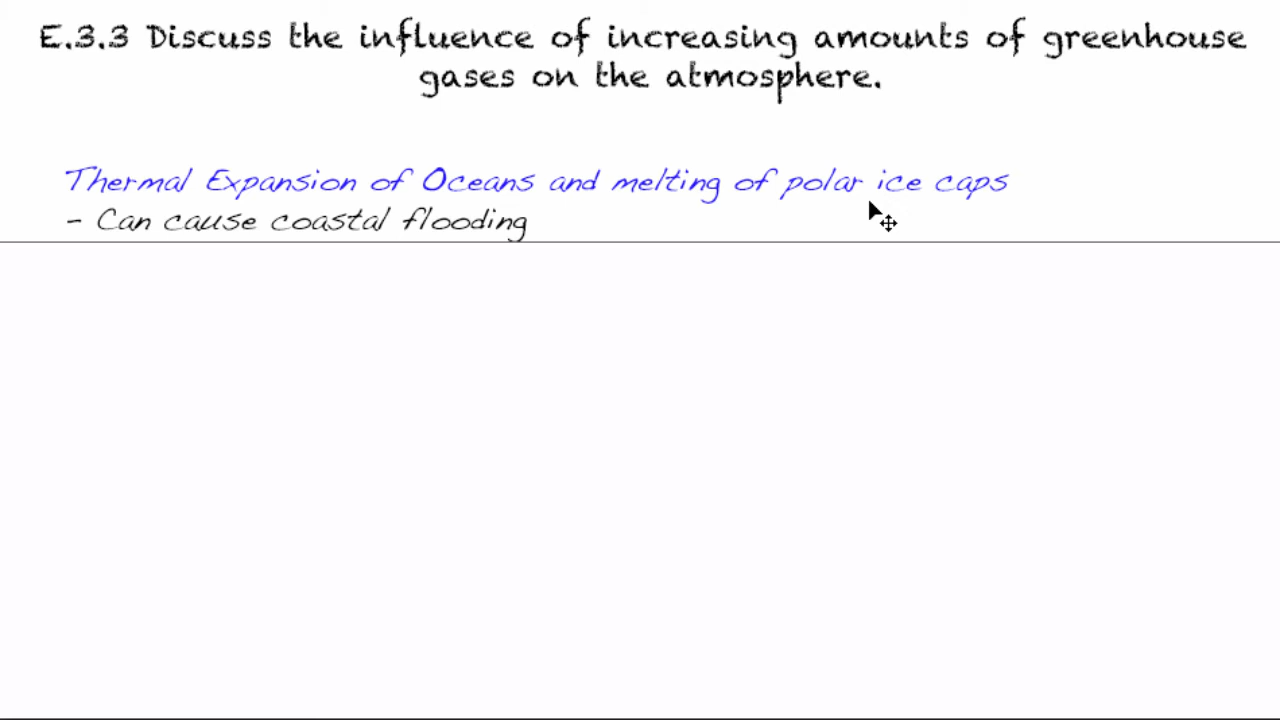 E.3.3 Discuss the influence of increasing amounts of greenhouse
gases on the atmosphere.
Thermal Expansion of Oceans and melting of polar ice caps
- Can cause coastal flooding